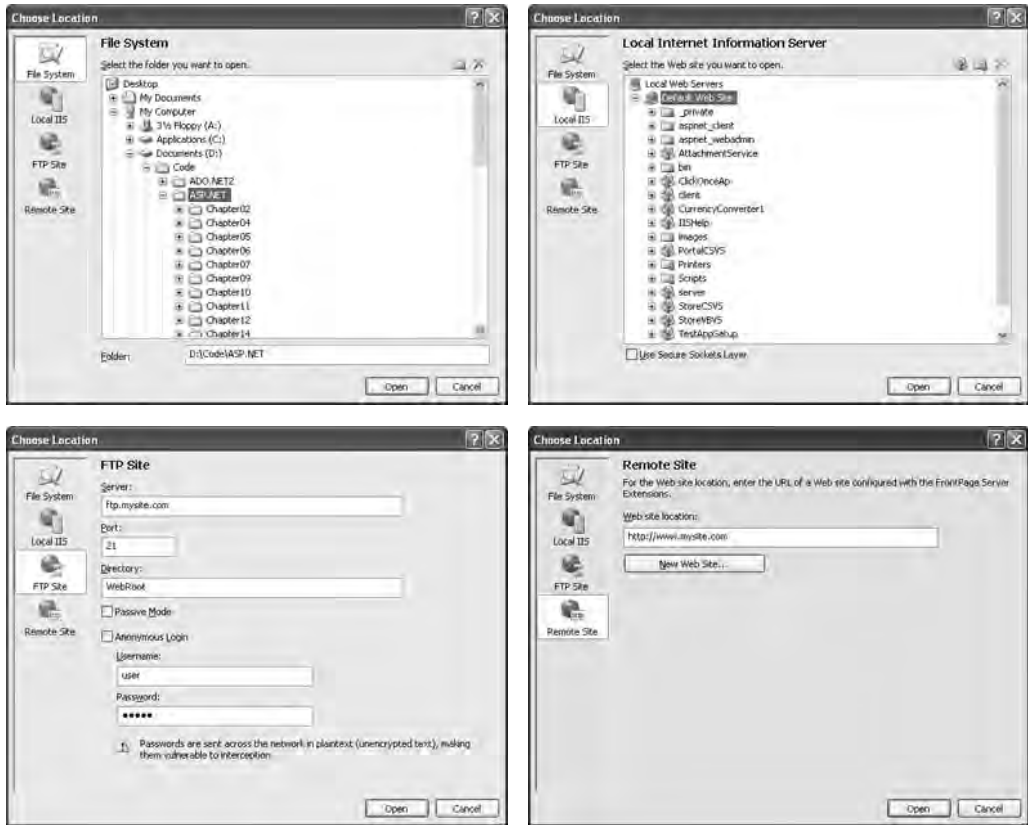 Choose Location
File System
Local IIS
FTP Site
Remote Site
File System
Select the folder you want to open.
Desktop
My Documents
My Computer
3½ Floppy (A:)
Applications (C:)
Documents (D:)
Code
ADO.NET2
ASP.NET
Chapter02
Chapter04
Chapter05
Chapter06
Chapter07
Chapter09
Chapter10
Chapter11
Chapter12
Chapter14
Folder:
D:\Code\ASP.NET
Open
Cancel
Choose Location
File System
Local IIS
FTP Site
Remote Site
Local Internet Information Server
Select the Web site you want to open.
Local Web Servers
Default Web Site
_private
aspnet_client
aspnet_webadmin
AttachmentService
bin
ClickOnceAp
client
CurrencyConverter1
IISHelp
images
PortalCSVS
Printers
Scripts
server
StoreCSVS
StoreVBVS
TestAppSetup
Use Secure Sockets Layer
Open
Cancel
Choose Location
File System
Local IIS
FTP Site
Remote Site
FTP Site
Server:
ftp.mysite.com
Port:
21
Directory:
WebRoot
Passive Mode
Anonymous Login
Username:
user
Password:
●●●●●
Passwords are sent across the network in plaintext (unencrypted text), making
them vulnerable to interception
Open
Cancel
Choose Location
File System
Local IIS
FTP Site
Remote Site
Remote Site
For the Web site location, enter the URL of a Web site configured with the FrontPage Server
Extensions.
Web site location:
http://www.mysite.com
New Web Site...
Open
Cancel